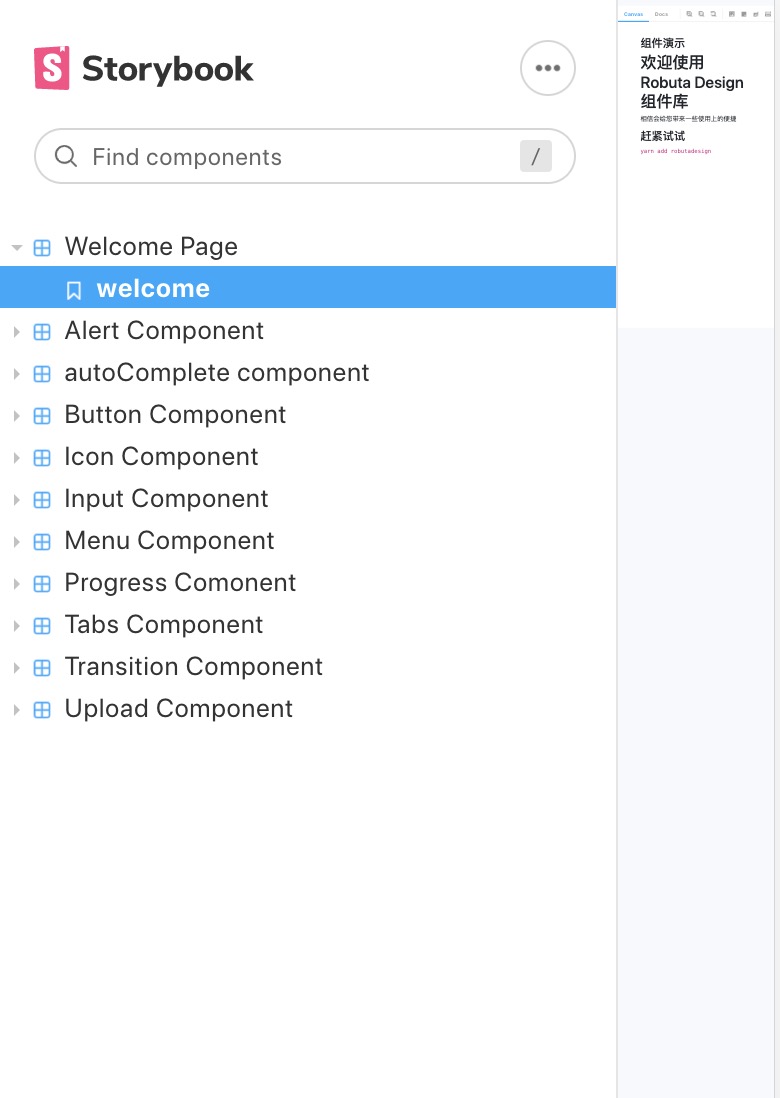 Storybook
Find components
/
Welcome Page
welcome
Alert Component
autoComplete component
Button Component
Icon Component
Input Component
Menu Component
Progress Comonent
Tabs Component
Transition Component
Upload Component
Canvas Docs
组件演示
欢迎使用
Robuta Design
组件库
相信会给您带来一些使用上的便捷
赶紧试试
yarn add robutadesign